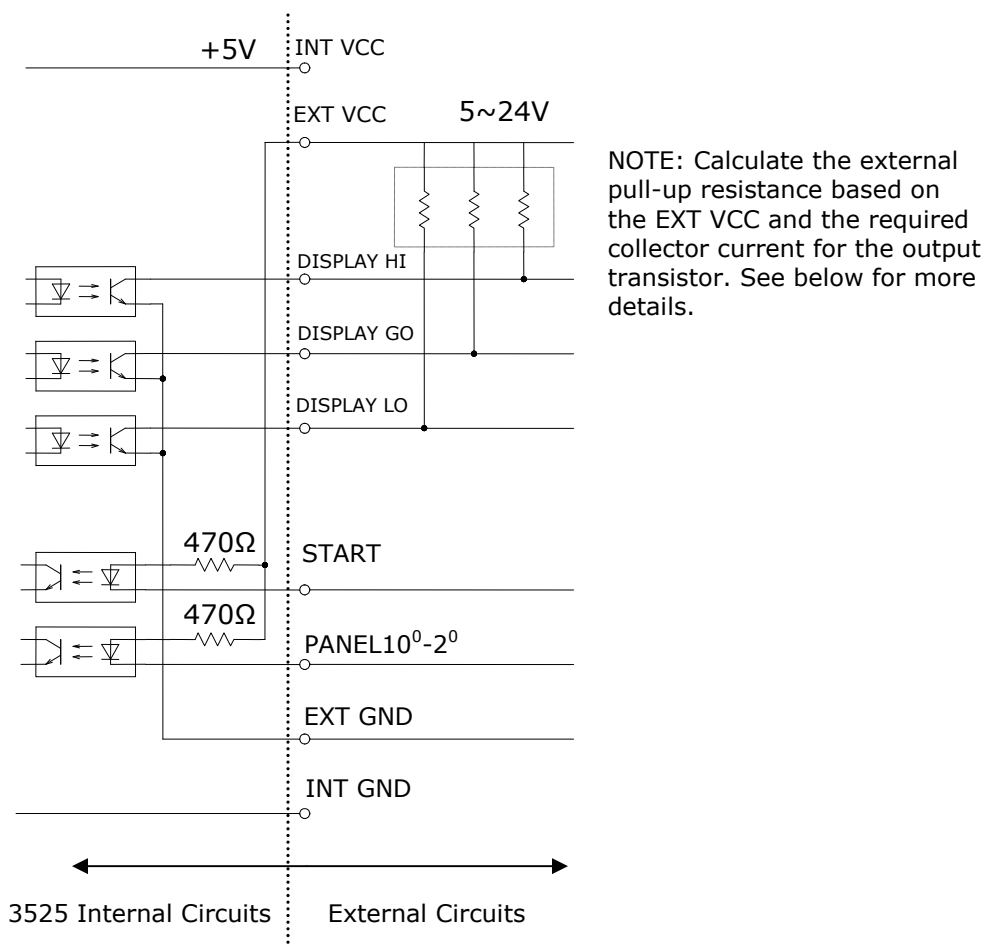 +5V
INT VCC
EXT VCC
5~24V
NOTE: Calculate the external
pull-up resistance based on
the EXT VCC and the required
collector current for the output
transistor. See below for more
details.
DISPLAY HI
DISPLAY GO
DISPLAY LO
470Ω
START
470Ω
PANEL10⁰-2⁰
EXT GND
INT GND
3525 Internal Circuits
External Circuits